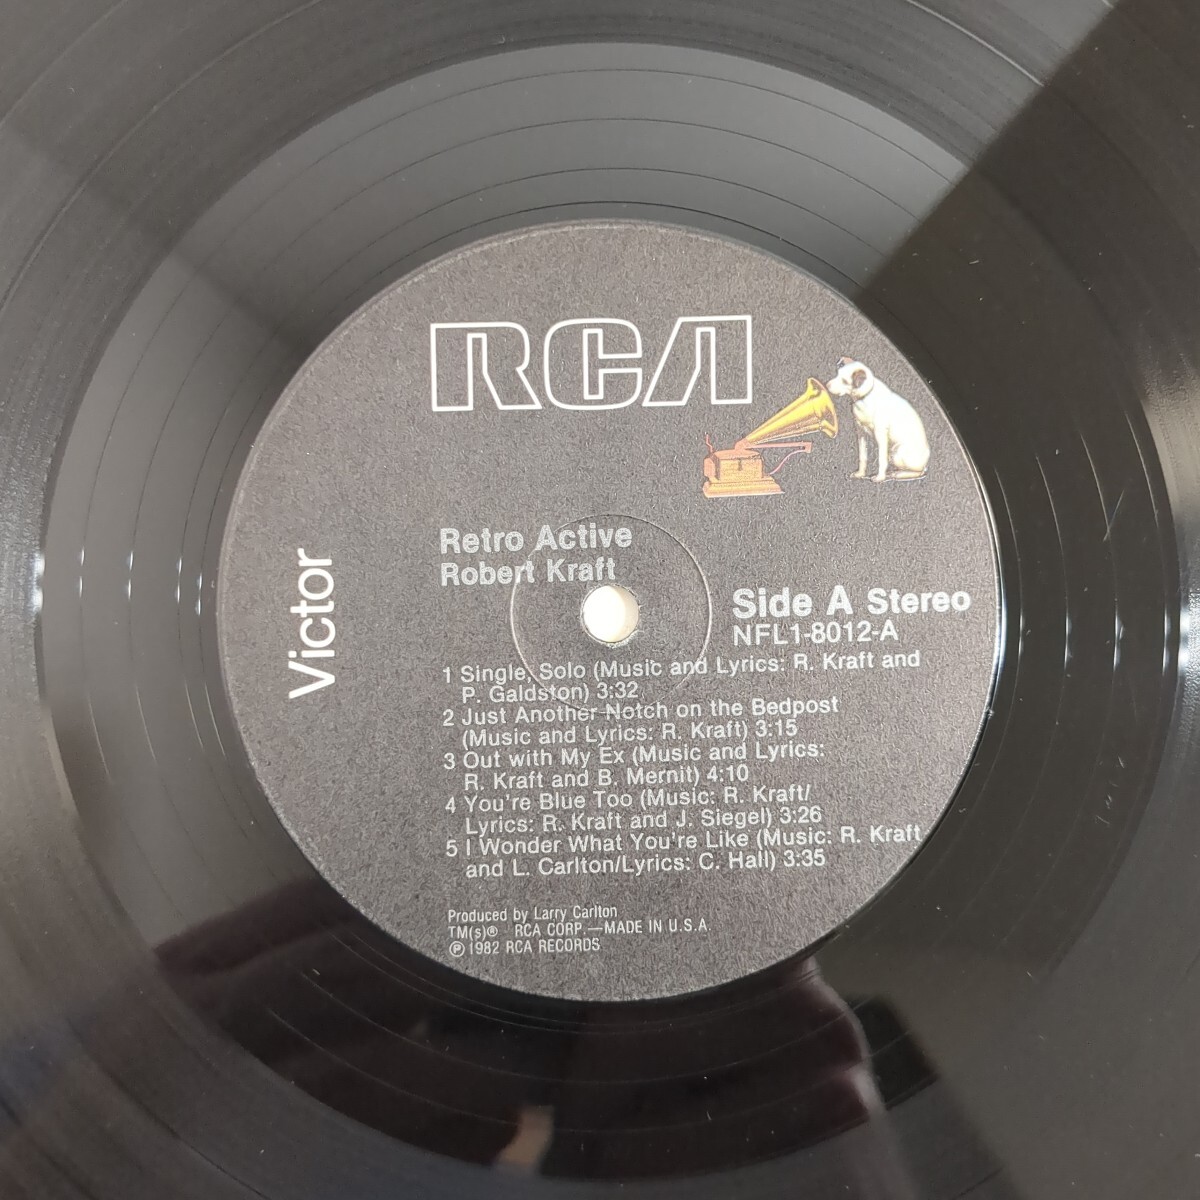 RCA
Victor
Retro Active
Robert Kraft
Side A Stereo
NFL1-8012-A
1 Single, Solo (Music and Lyrics: R. Kraft and
P. Galdston) 3:32
2 Just Another Notch on the Bedpost
(Music and Lyrics: R. Kraft) 3:15
3 Out with My Ex (Music and Lyrics:
R. Kraft and B. Mernit) 4:10
4 You're Blue Too (Music: R. Kraft/
Lyrics: R. Kraft and J. Siegel) 3:26
5 I Wonder What You're Like (Music: R. Kraft
and L. Carlton/Lyrics: C. Hall) 3:35
Produced by Larry Carlton
TM(s)® RCA CORP.—MADE IN U.S.A.
℗ 1982 RCA RECORDS